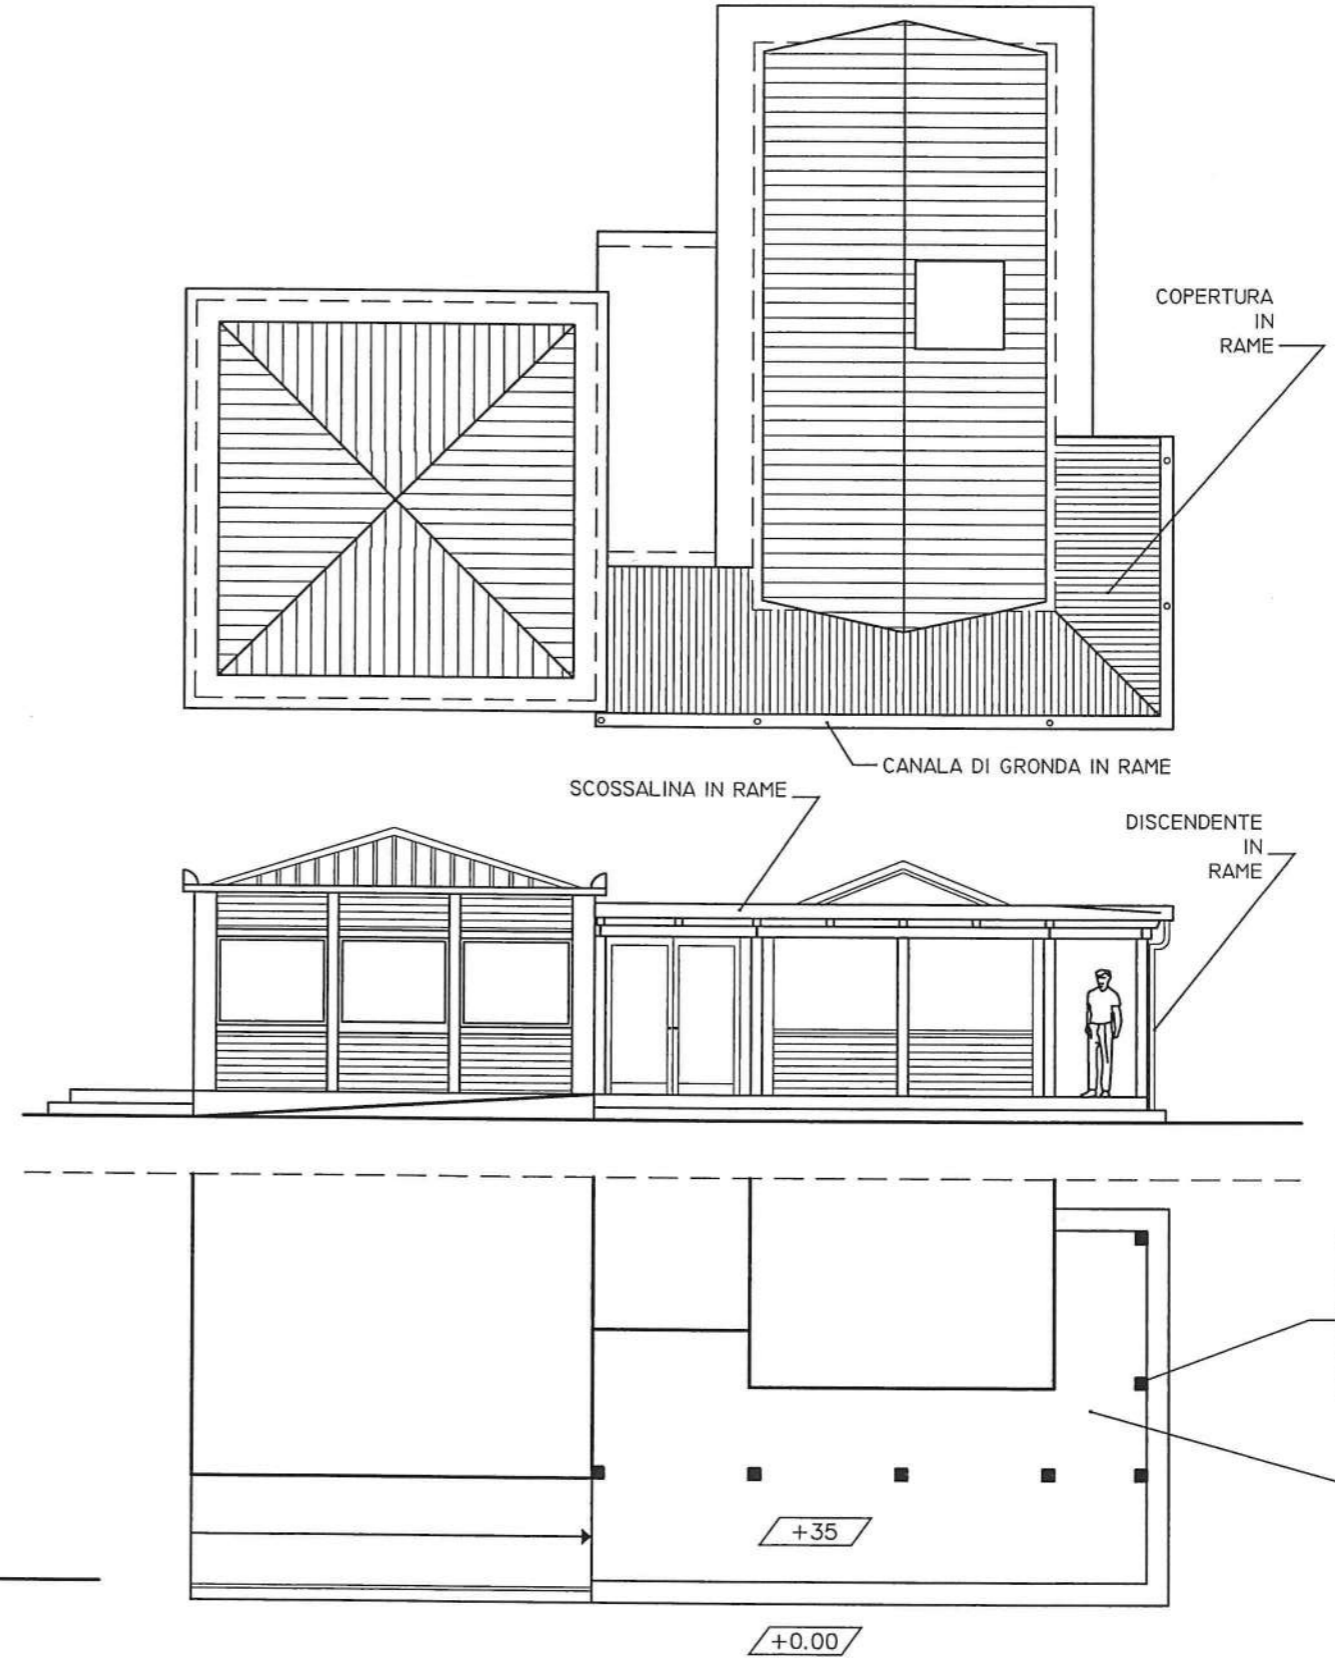 COPERTURA
IN
RAME
CANALA DI GRONDA IN RAME
SCOSSALINA IN RAME
DISCENDENTE
IN
RAME
+35
+0.00